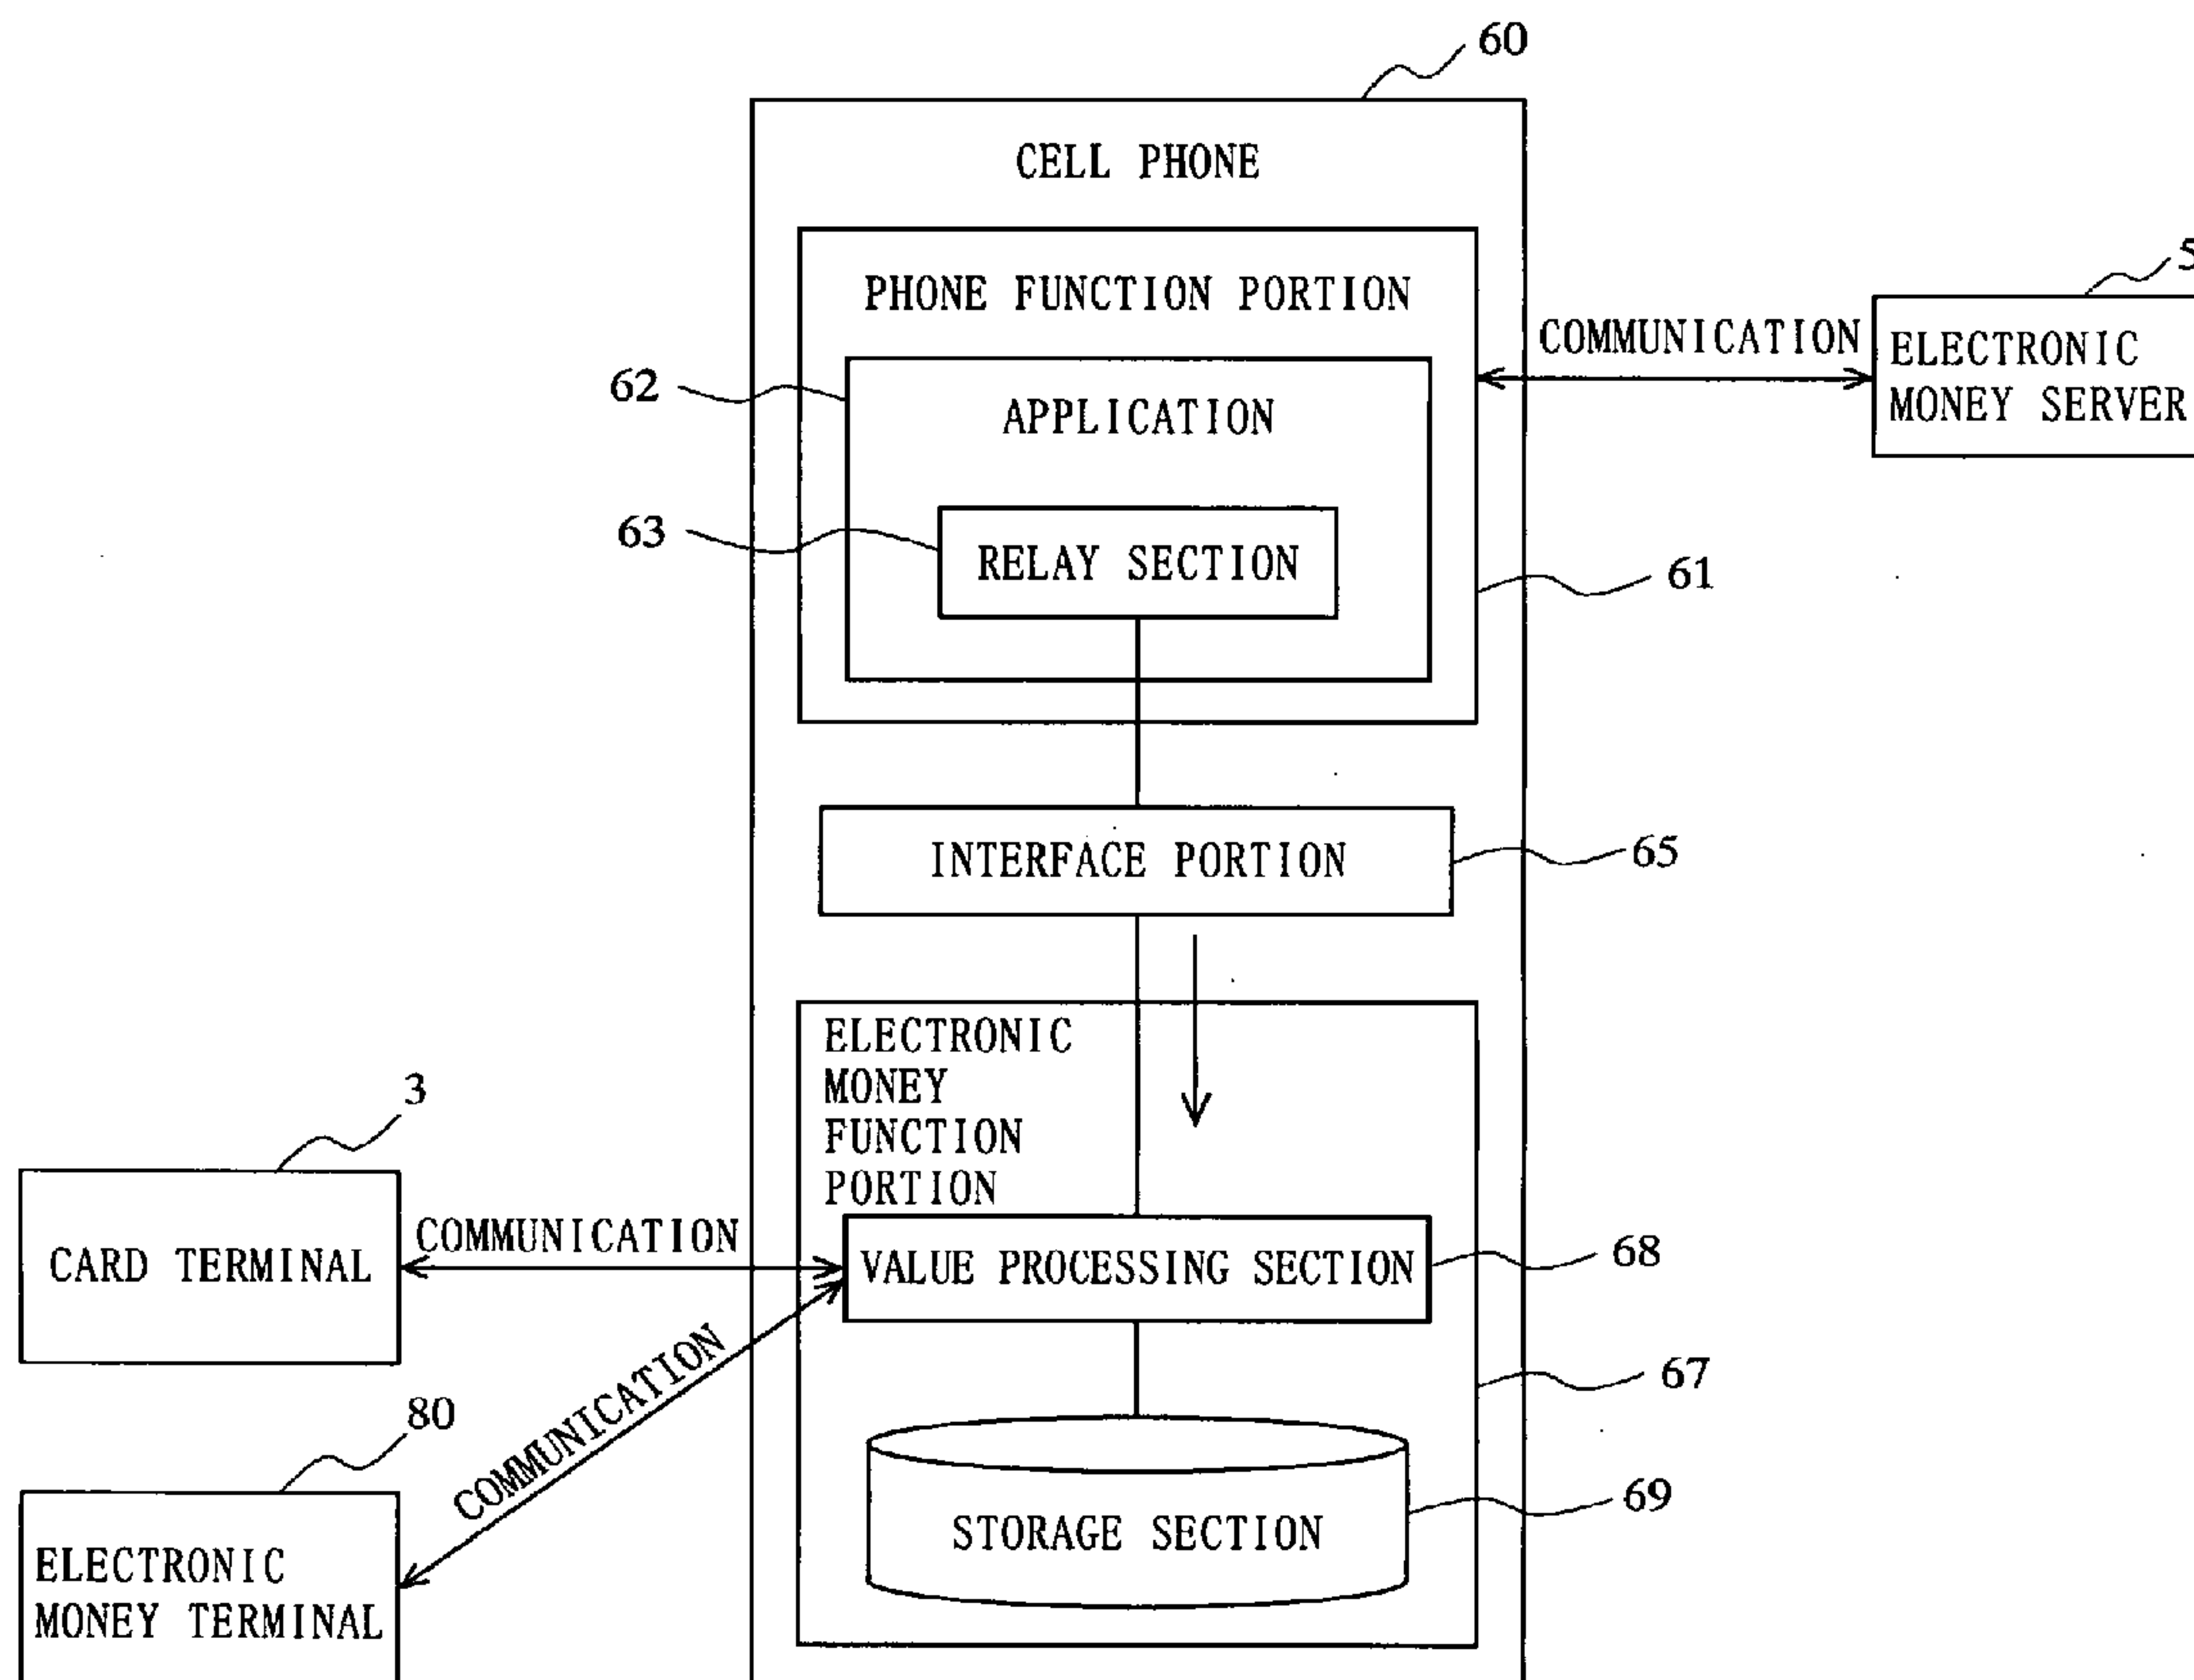 60
CELL PHONE
PHONE FUNCTION PORTION
5
COMMUNICATION
ELECTRONIC
MONEY SERVER
62
APPLICATION
63
RELAY SECTION
61
INTERFACE PORTION
65
ELECTRONIC
MONEY
FUNCTION
PORTION
3
CARD TERMINAL
COMMUNICATION
VALUE PROCESSING SECTION
68
COMMUNICATION
67
80
ELECTRONIC
MONEY TERMINAL
STORAGE SECTION
69